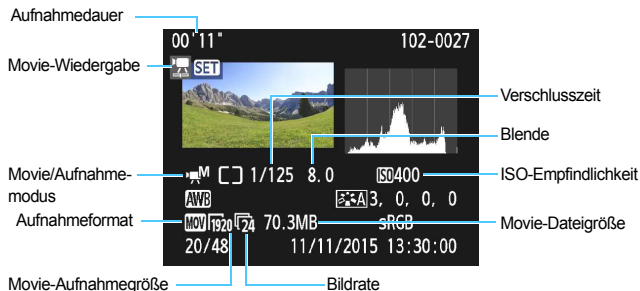 Aufnahmedauer
00'11" 102-0027
Movie-Wiedergabe
SET
Verschlusszeit
Blende
Movie/Aufnahme-
modus
M 1/125 8.0 ISO400
ISO-Empfindlichkeit
AWB A 3, 0, 0, 0
Aufnahmeformat
MOV 1920 24 70.3MB sRGB
Movie-Dateigröße
20/48 11/11/2015 13:30:00
Movie-Aufnahmegröße
Bildrate